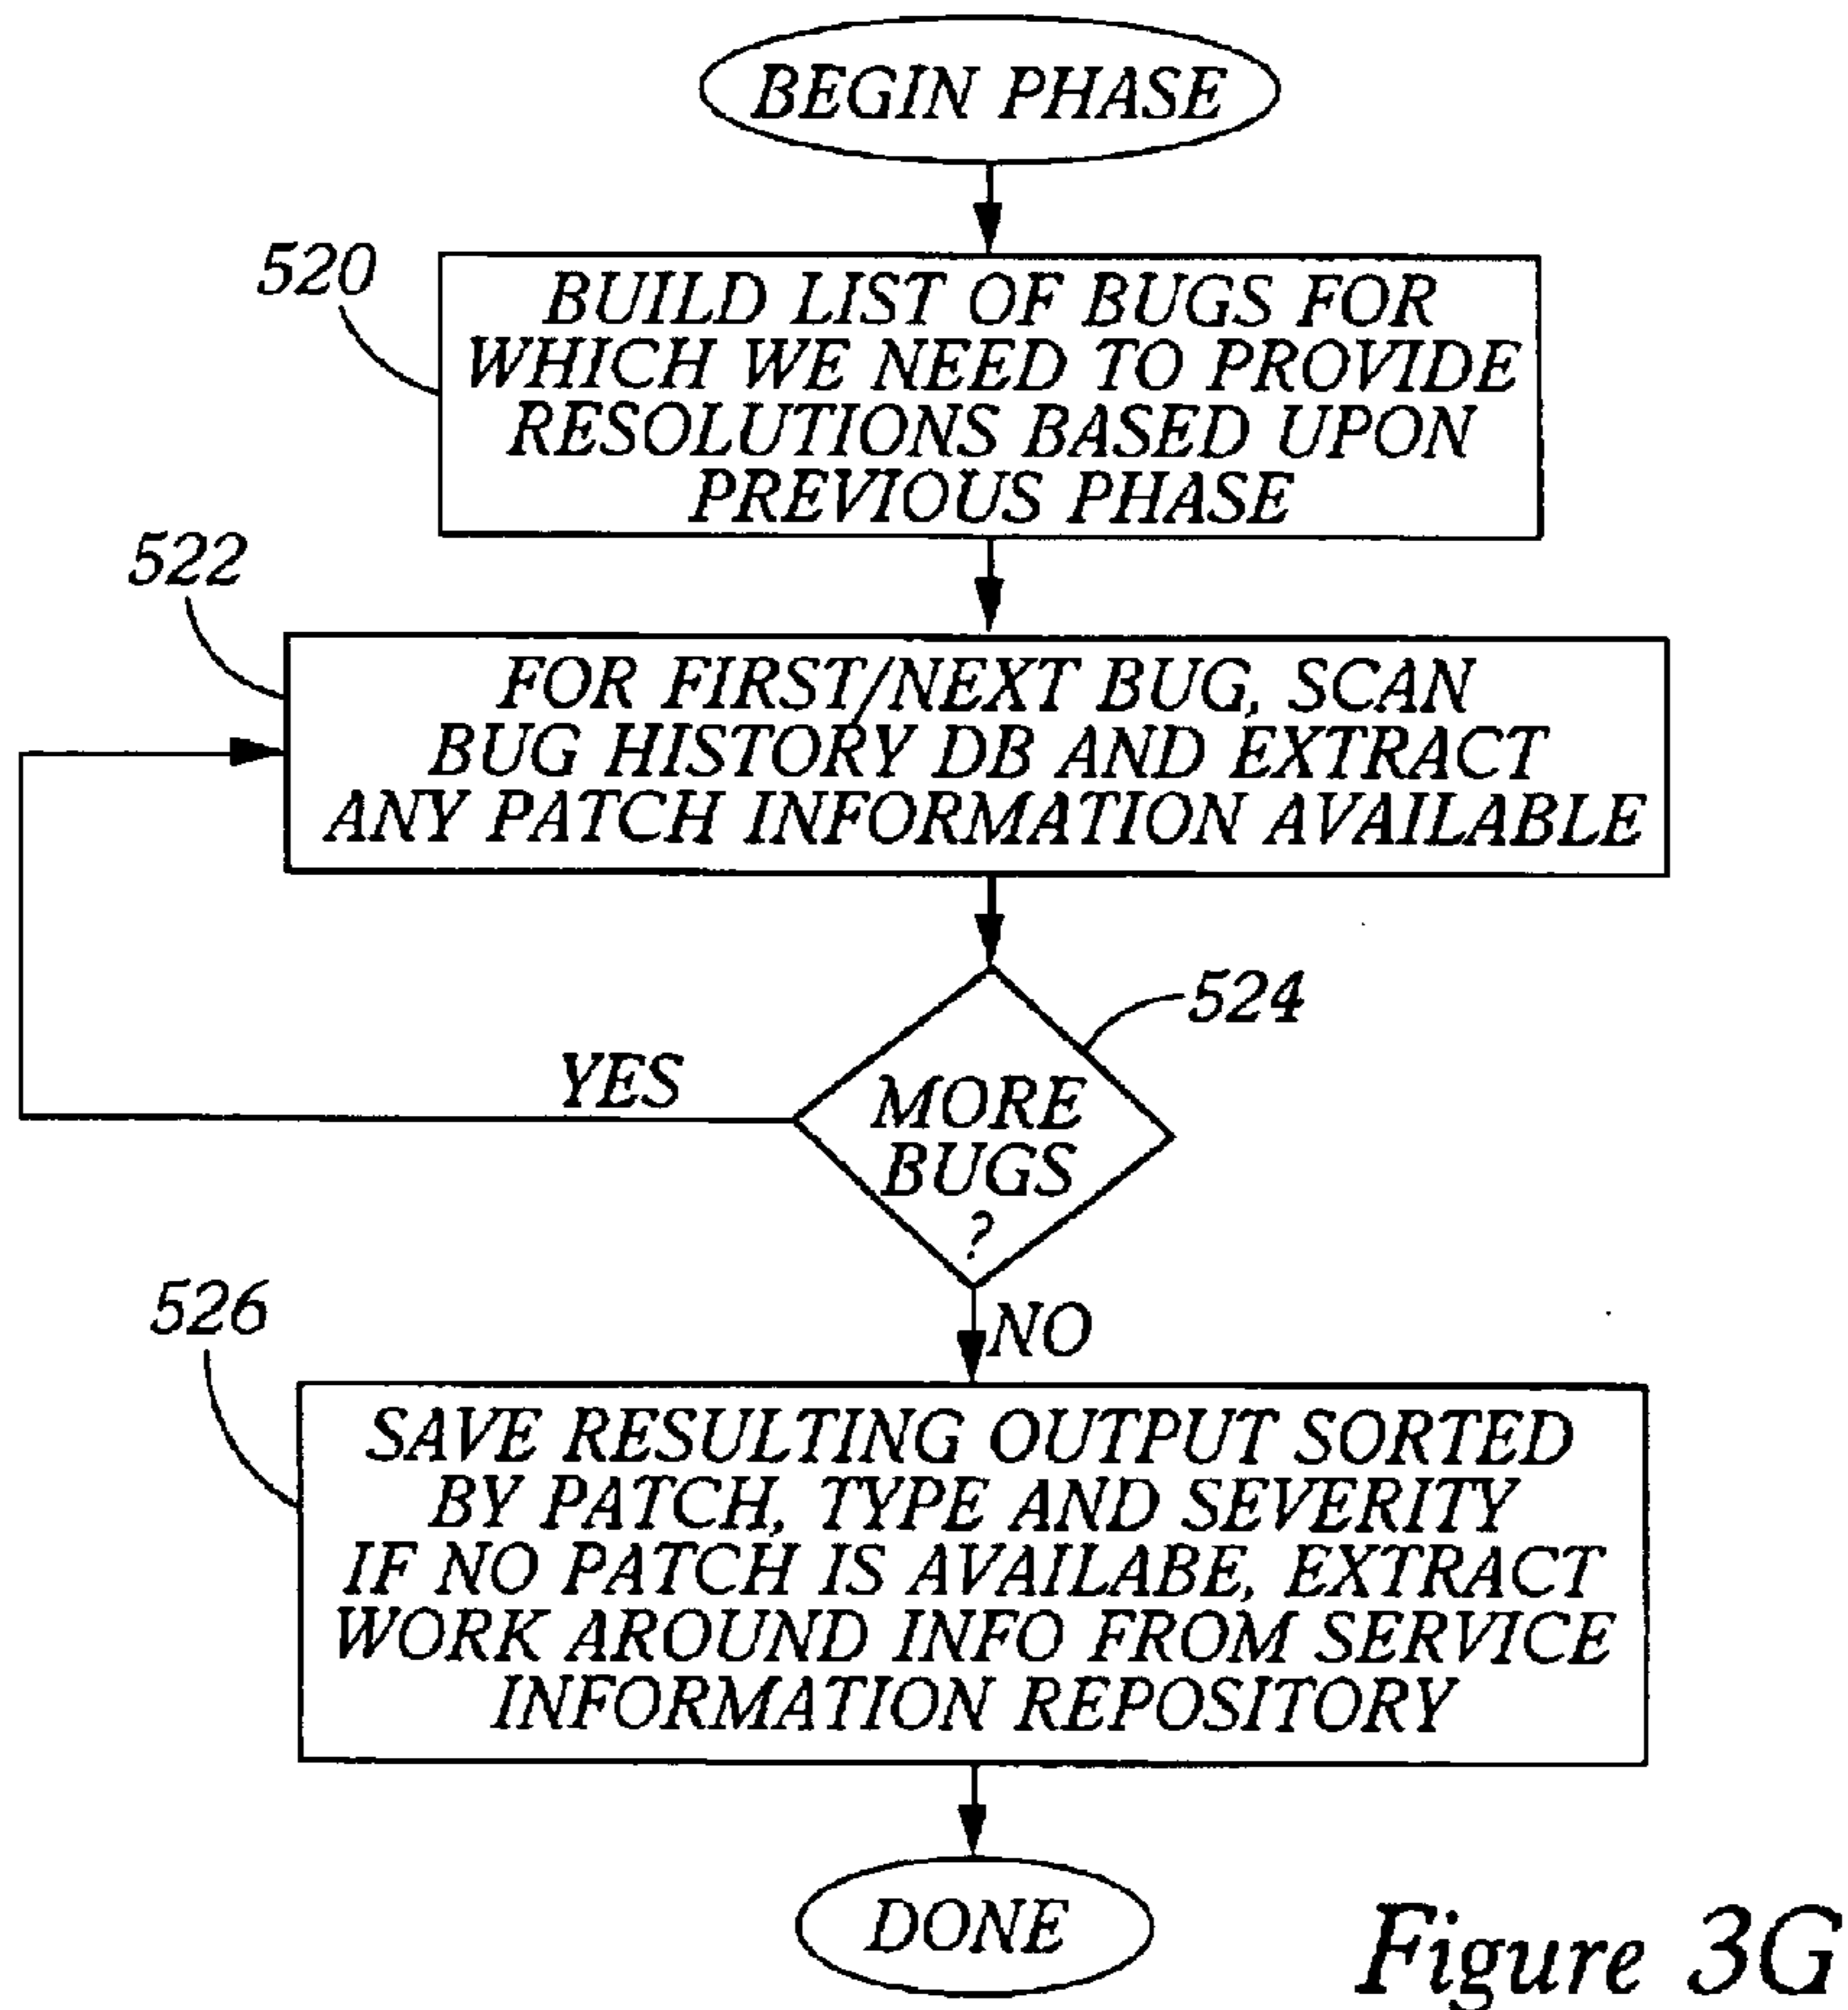 BEGIN PHASE
520
BUILD LIST OF BUGS FOR
WHICH WE NEED TO PROVIDE
RESOLUTIONS BASED UPON
PREVIOUS PHASE
522
FOR FIRST/NEXT BUG, SCAN
BUG HISTORY DB AND EXTRACT
ANY PATCH INFORMATION AVAILABLE
524
YES
MORE
BUGS
?
NO
526
SAVE RESULTING OUTPUT SORTED
BY PATCH, TYPE AND SEVERITY
IF NO PATCH IS AVAILABE, EXTRACT
WORK AROUND INFO FROM SERVICE
INFORMATION REPOSITORY
DONE
Figure 3G